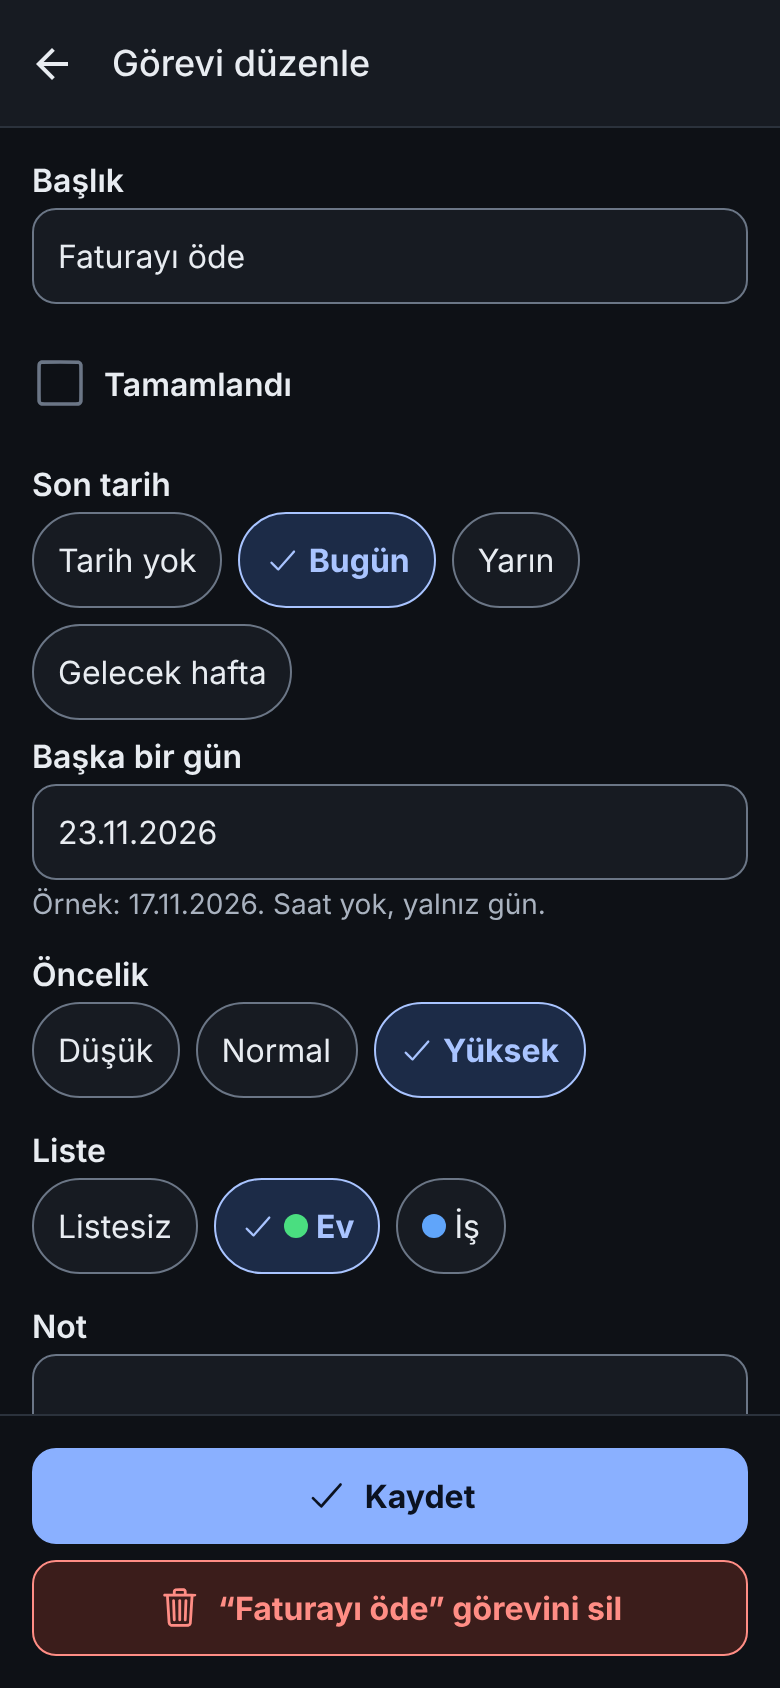 Görevi düzenle
Başlık
Faturayı öde
Tamamlandı
Son tarih
Tarih yok
Bugün
Yarın
Gelecek hafta
Başka bir gün
23.11.2026
Örnek: 17.11.2026. Saat yok, yalnız gün.
Öncelik
Düşük
Normal
Yüksek
Liste
Listesiz
Ev
İş
Not
Kaydet
“Faturayı öde” görevini sil